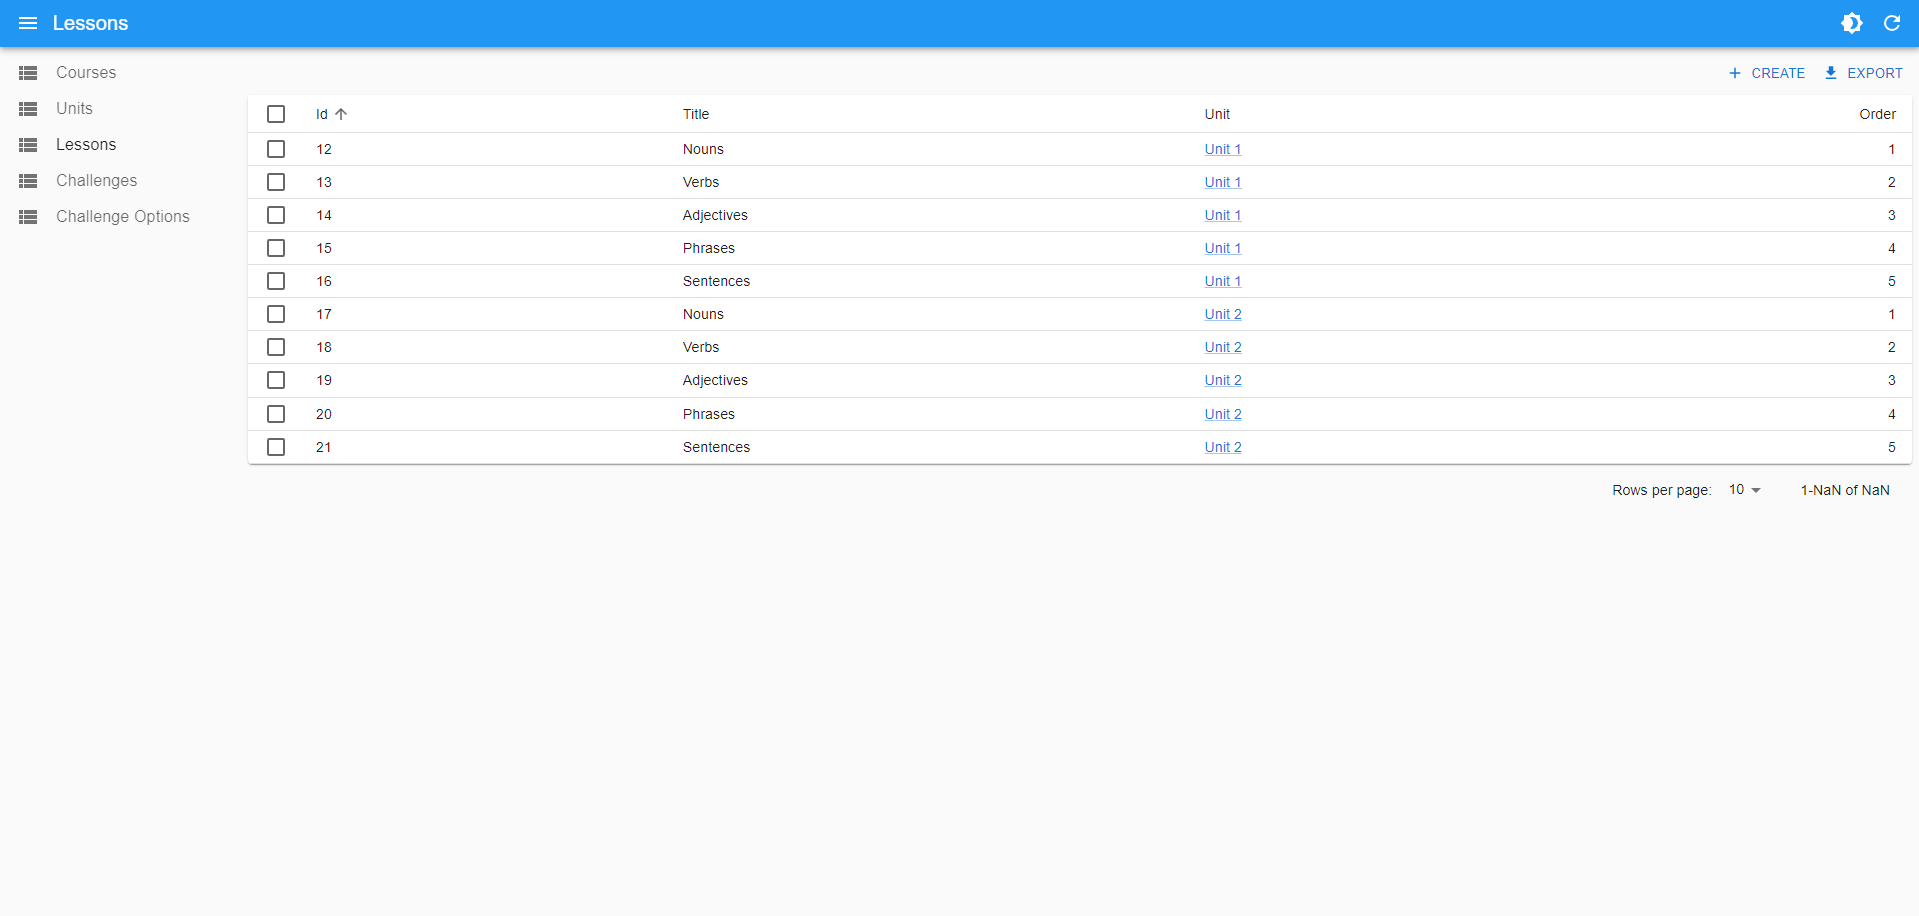 Lessons
Courses
Units
Lessons
Challenges
Challenge Options
CREATE EXPORT
Id Title Unit Order
12 Nouns Unit 1 1
13 Verbs Unit 1 2
14 Adjectives Unit 1 3
15 Phrases Unit 1 4
16 Sentences Unit 1 5
17 Nouns Unit 2 1
18 Verbs Unit 2 2
19 Adjectives Unit 2 3
20 Phrases Unit 2 4
21 Sentences Unit 2 5
Rows per page: 10 1-NaN of NaN